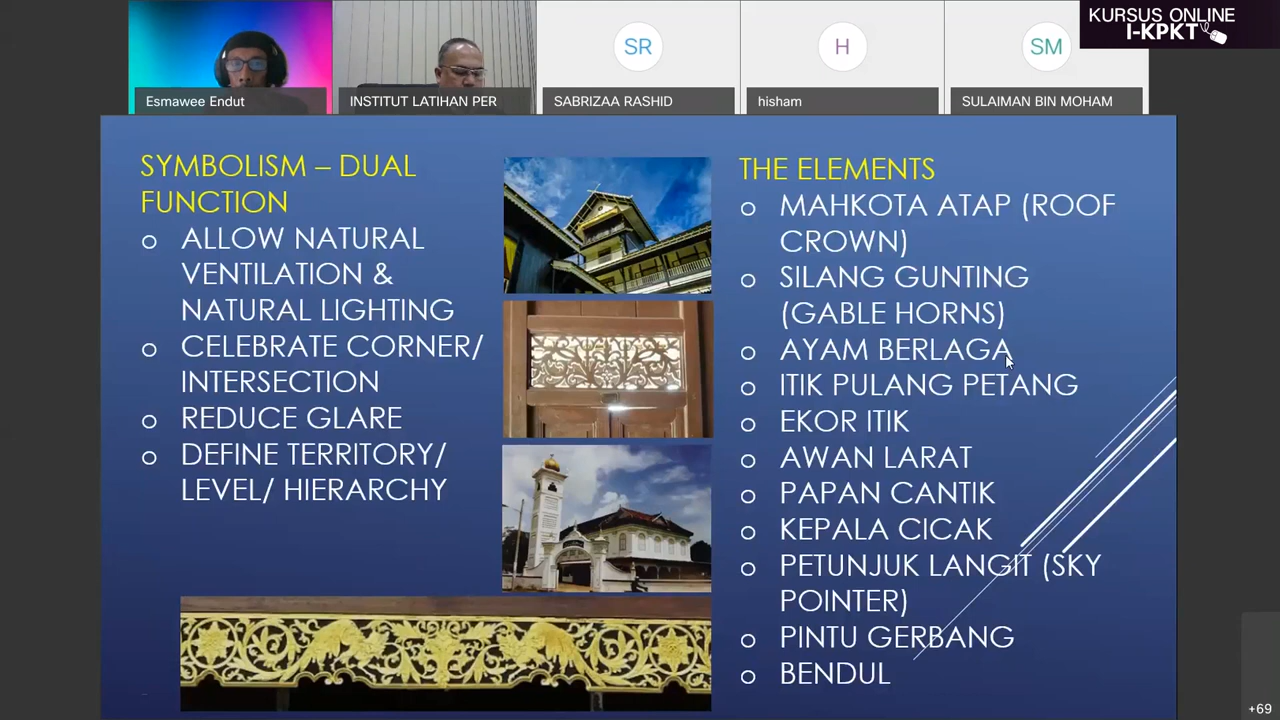 KURSUS ONLINE
I-KPKT
SR
H
SM
Esmawee Endut
INSTITUT LATIHAN PER
SABRIZAA RASHID
hisham
SULAIMAN BIN MOHAM
SYMBOLISM – DUAL
FUNCTION
ALLOW NATURAL
VENTILATION &
NATURAL LIGHTING
CELEBRATE CORNER/
INTERSECTION
REDUCE GLARE
DEFINE TERRITORY/
LEVEL/ HIERARCHY
THE ELEMENTS
MAHKOTA ATAP (ROOF
CROWN)
SILANG GUNTING
(GABLE HORNS)
AYAM BERLAGA
ITIK PULANG PETANG
EKOR ITIK
AWAN LARAT
PAPAN CANTIK
KEPALA CICAK
PETUNJUK LANGIT (SKY
POINTER)
PINTU GERBANG
BENDUL
+69